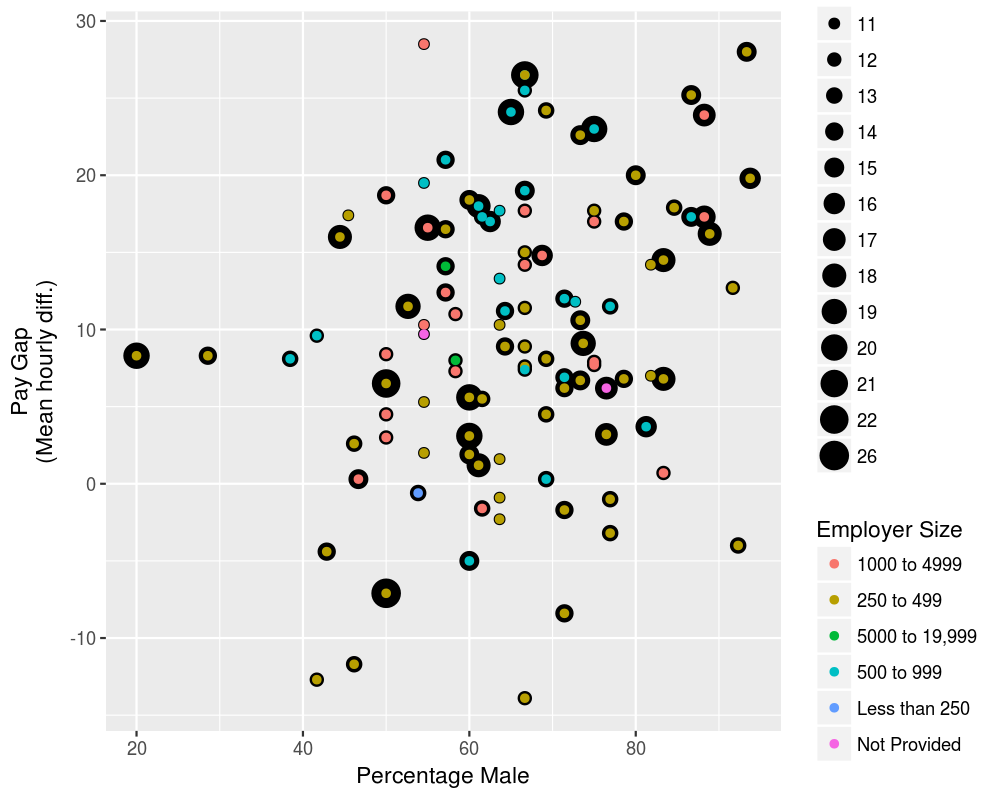 30
20
10
0
-10
20
40
60
80
Pay Gap
(Mean hourly diff.)
Percentage Male
11
12
13
14
15
16
17
18
19
20
21
22
26
Employer Size
1000 to 4999
250 to 499
5000 to 19,999
500 to 999
Less than 250
Not Provided